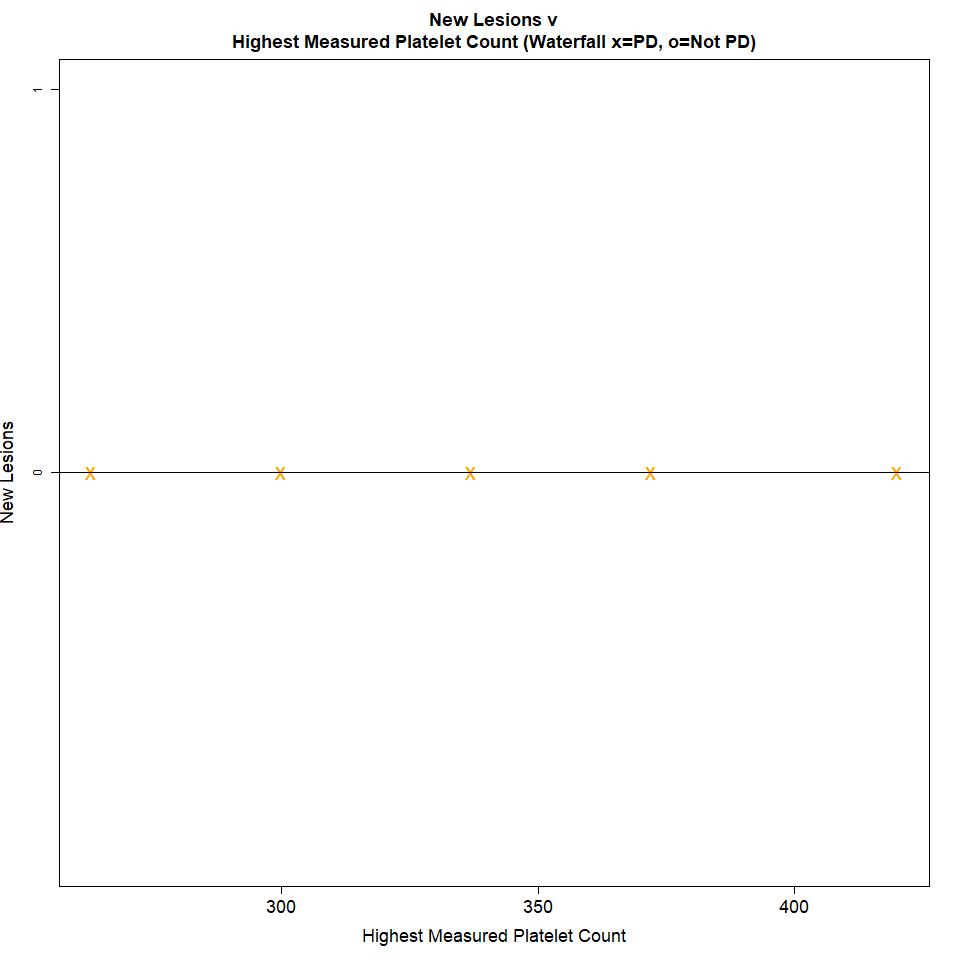 New Lesions v
Highest Measured Platelet Count (Waterfall x=PD, o=Not PD)
1
New Lesions
0
x x x x x
300 350 400
Highest Measured Platelet Count